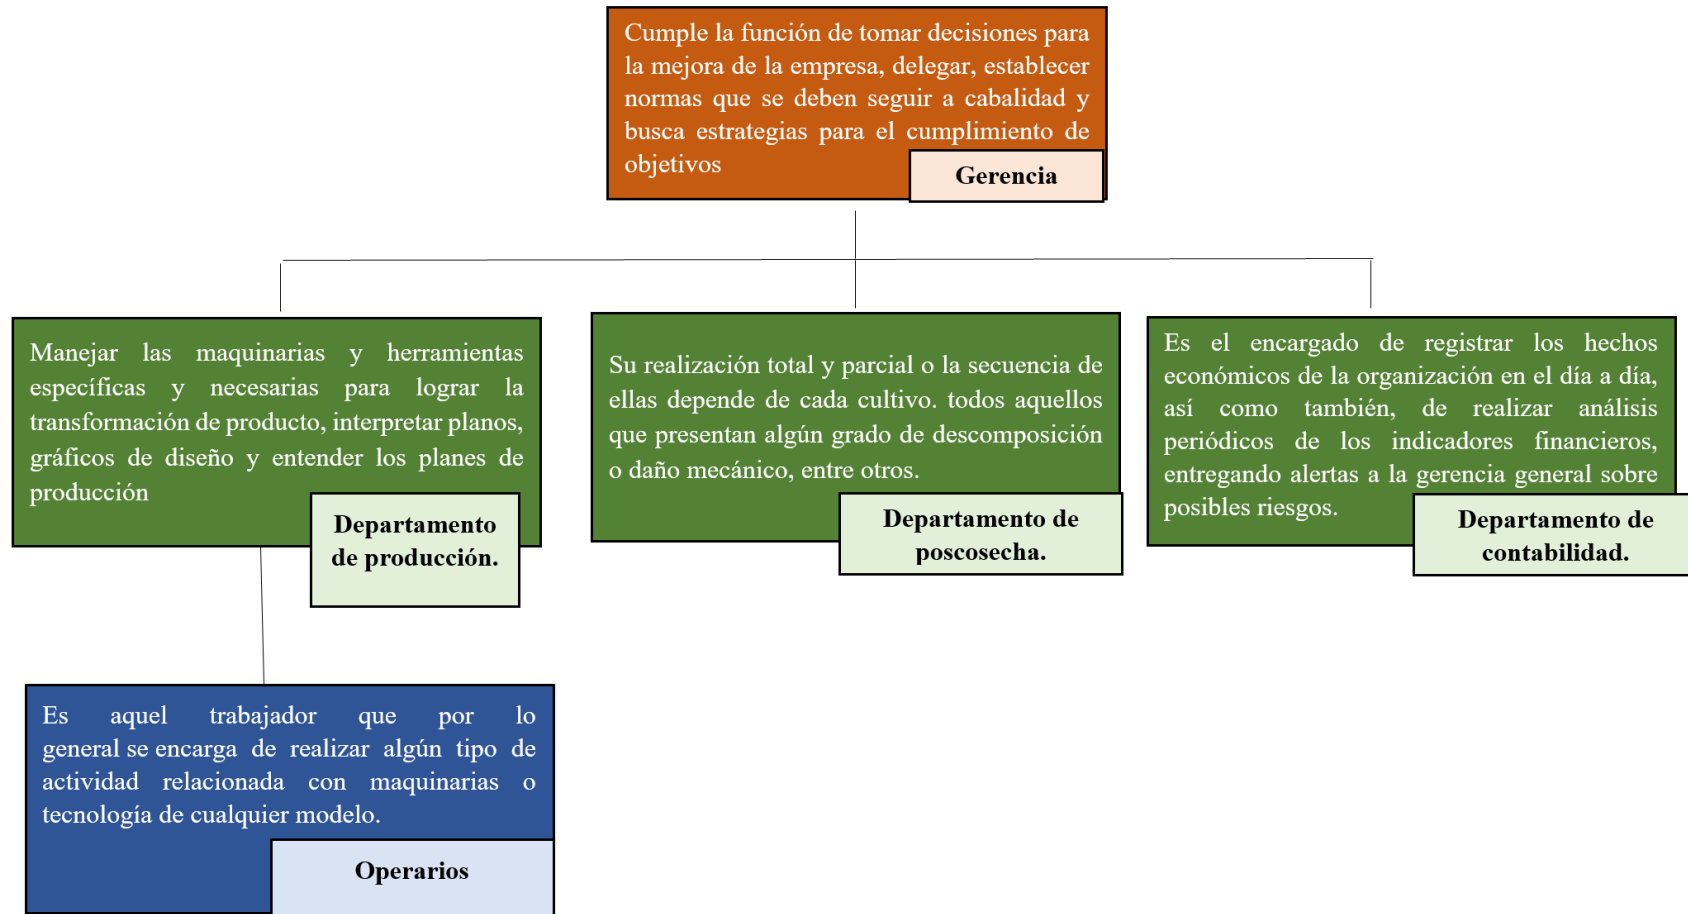 Cumple la función de tomar decisiones para
la mejora de la empresa, delegar, establecer
normas que se deben seguir a cabalidad y
busca estrategias para el cumplimiento de
objetivos
Gerencia
Manejar las maquinarias y herramientas
específicas y necesarias para lograr la
transformación de producto, interpretar planos,
gráficos de diseño y entender los planes de
producción
Departamento
de producción.
Su realización total y parcial o la secuencia de
ellas depende de cada cultivo. todos aquellos
que presentan algún grado de descomposición
o daño mecánico, entre otros.
Departamento de
poscosecha.
Es el encargado de registrar los hechos
económicos de la organización en el día a día,
así como también, de realizar análisis
periódicos de los indicadores financieros,
entregando alertas a la gerencia general sobre
posibles riesgos.
Departamento de
contabilidad.
Es aquel trabajador que por lo
general se encarga de realizar algún tipo de
actividad relacionada con maquinarias o
tecnología de cualquier modelo.
Operarios